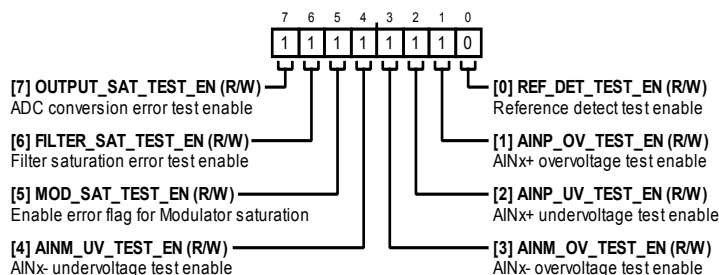 7 6 5 4 3 2 1 0
1 1 1 1 1 1 1 0
[7] OUTPUT_SAT_TEST_EN (R/W)
ADC conversion error test enable
[6] FILTER_SAT_TEST_EN (R/W)
Filter saturation error test enable
[5] MOD_SAT_TEST_EN (R/W)
Enable error flag for Modulator saturation
[4] AINM_UV_TEST_EN (R/W)
AINx- undervoltage test enable
[0] REF_DET_TEST_EN (R/W)
Reference detect test enable
[1] AINP_OV_TEST_EN (R/W)
AINx+ overvoltage test enable
[2] AINP_UV_TEST_EN (R/W)
AINx+ undervoltage test enable
[3] AINM_OV_TEST_EN (R/W)
AINx- overvoltage test enable